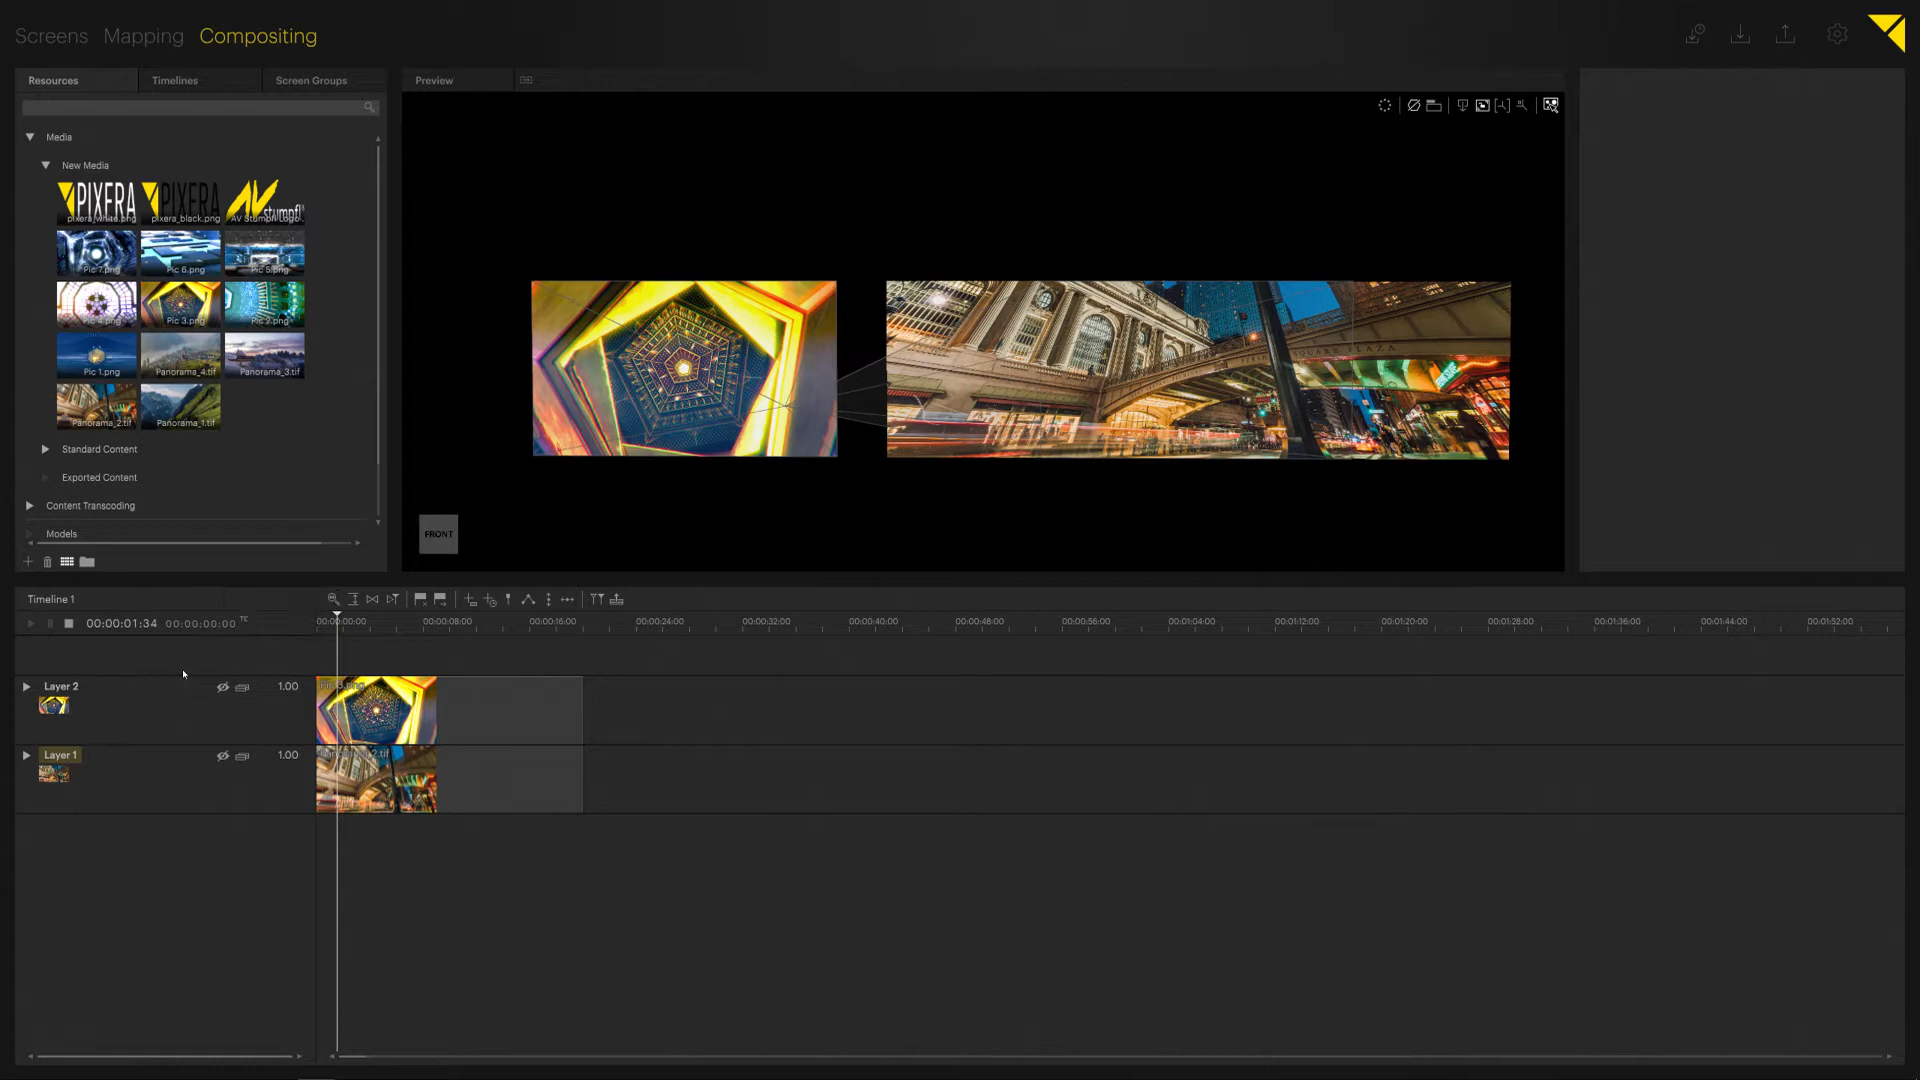 Screens Mapping Compositing
Resources Timelines Screen Groups
Preview
Media
New Media
PIXERA PIXERA AV stumpfl
pixera_white.png pixera_black.png AV Stumpfl Logo
Pic 7.png Pic 6.png Pic 5.png
Pic 4.png Pic 3.png Pic 2.png
Pic 1.png Panorama_4.tif Panorama_3.tif
Panorama_2.tif Panorama_1.tif
Standard Content
Exported Content
Content Transcoding
Models
FRONT
Timeline 1
00:00:01:34 00:00:00:00 TC
00:00:00:00 00:00:08:00 00:00:16:00 00:00:24:00 00:00:32:00 00:00:40:00 00:00:48:00 00:00:56:00 00:01:04:00 00:01:12:00 00:01:20:00 00:01:28:00 00:01:36:00 00:01:44:00 00:01:52:00
Layer 2 1.00
Layer 1 1.00